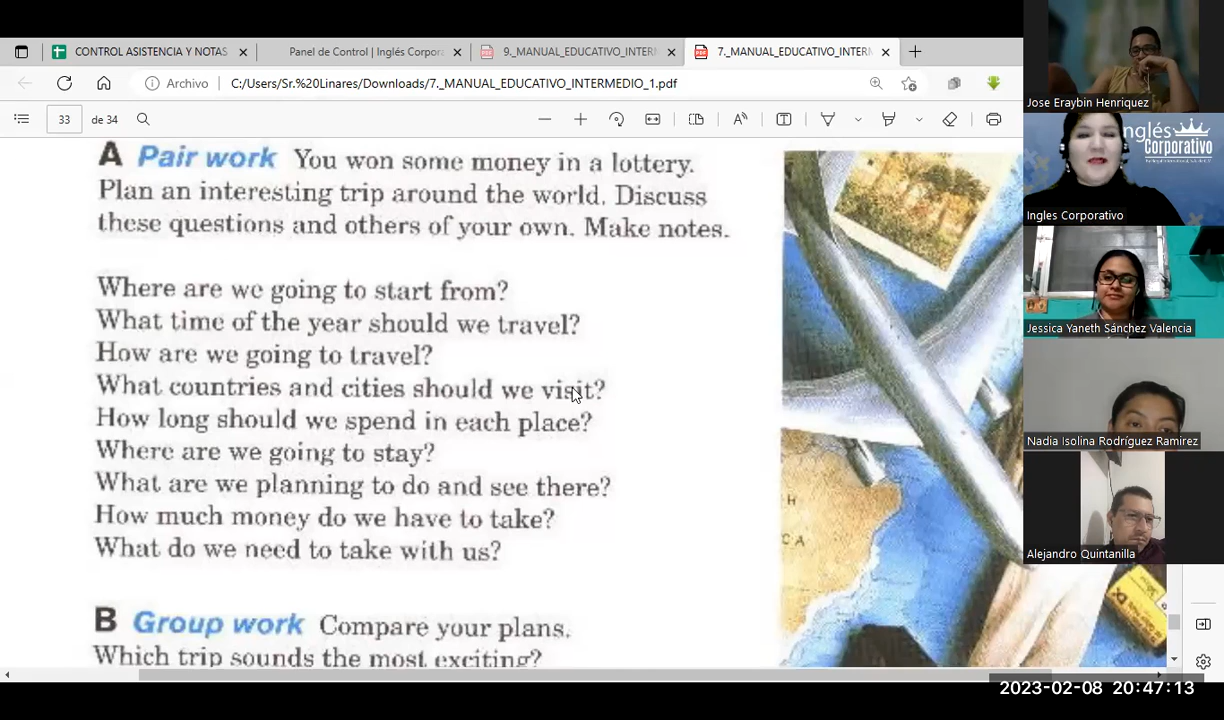 CONTROL ASISTENCIA Y NOTAS
Panel de Control | Inglés Corpora
9._MANUAL_EDUCATIVO_INTERM
7._MANUAL_EDUCATIVO_INTERM
Archivo
C:/Users/Sr.%20Linares/Downloads/7._MANUAL_EDUCATIVO_INTERMEDIO_1.pdf
33
de 34
A Pair work You won some money in a lottery.
Plan an interesting trip around the world. Discuss
these questions and others of your own. Make notes.
Where are we going to start from?
What time of the year should we travel?
How are we going to travel?
What countries and cities should we visit?
How long should we spend in each place?
Where are we going to stay?
What are we planning to do and see there?
How much money do we have to take?
What do we need to take with us?
B Group work Compare your plans.
Which trip sounds the most exciting?
Jose Eraybin Henriquez
Inglés
Corporativo
Ingles Corporativo
Jessica Yaneth Sánchez Valencia
Nadia Isolina Rodríguez Ramirez
Alejandro Quintanilla
2023-02-08 20:47:13